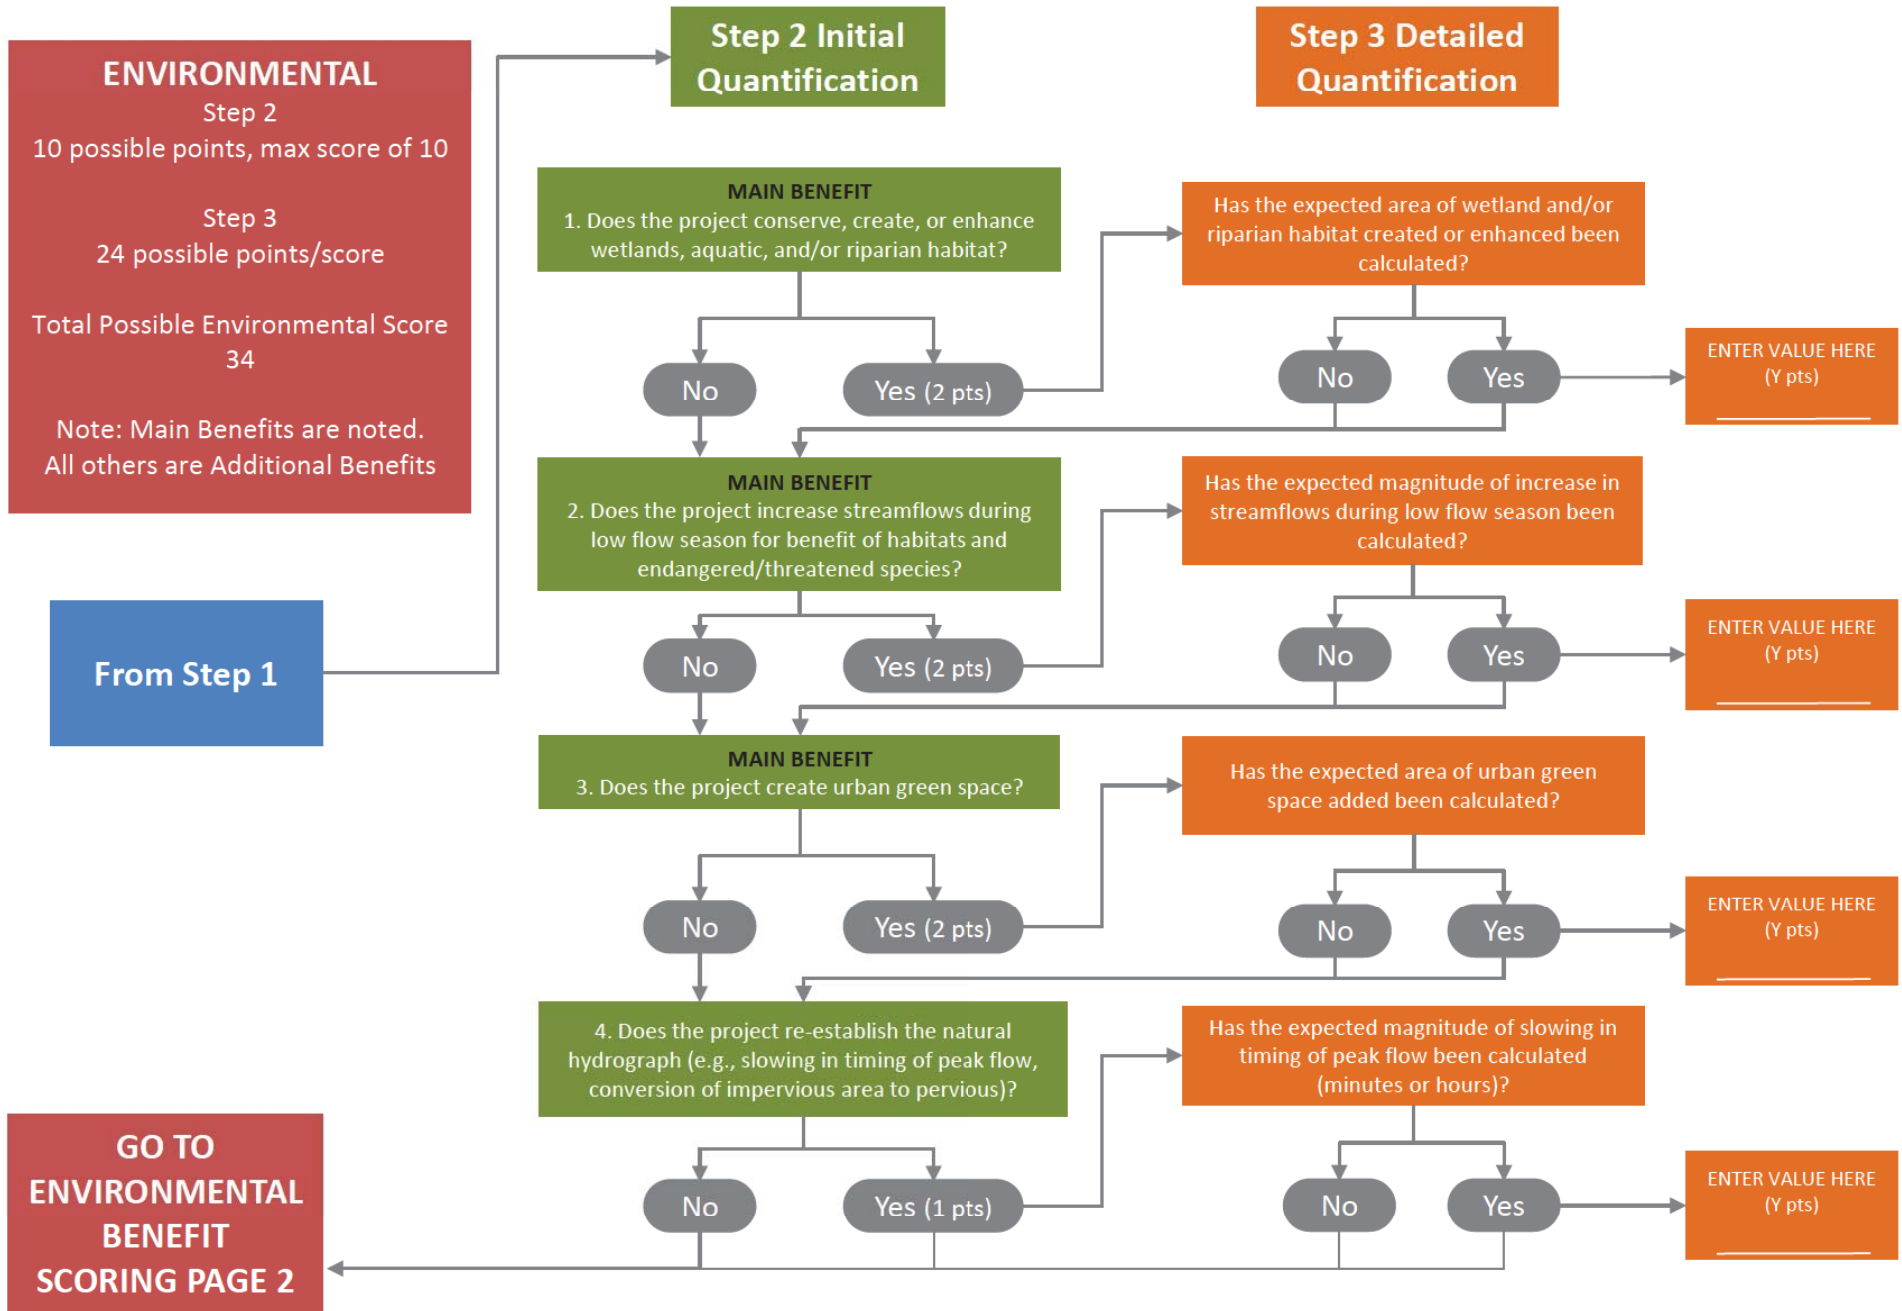 ENVIRONMENTAL
Step 2
10 possible points, max score of 10
Step 3
24 possible points/score
Total Possible Environmental Score
34
Note: Main Benefits are noted.
All others are Additional Benefits
From Step 1
Step 2 Initial
Quantification
Step 3 Detailed
Quantification
MAIN BENEFIT
1. Does the project conserve, create, or enhance
wetlands, aquatic, and/or riparian habitat?
No
Yes (2 pts)
Has the expected area of wetland and/or
riparian habitat created or enhanced been
calculated?
No
Yes
ENTER VALUE HERE
(Y pts)
MAIN BENEFIT
2. Does the project increase streamflows during
low flow season for benefit of habitats and
endangered/threatened species?
No
Yes (2 pts)
Has the expected magnitude of increase in
streamflows during low flow season been
calculated?
No
Yes
ENTER VALUE HERE
(Y pts)
MAIN BENEFIT
3. Does the project create urban green space?
No
Yes (2 pts)
Has the expected area of urban green
space added been calculated?
No
Yes
ENTER VALUE HERE
(Y pts)
4. Does the project re-establish the natural
hydrograph (e.g., slowing in timing of peak flow,
conversion of impervious area to pervious)?
No
Yes (1 pts)
Has the expected magnitude of slowing in
timing of peak flow been calculated
(minutes or hours)?
No
Yes
ENTER VALUE HERE
(Y pts)
GO TO
ENVIRONMENTAL
BENEFIT
SCORING PAGE 2